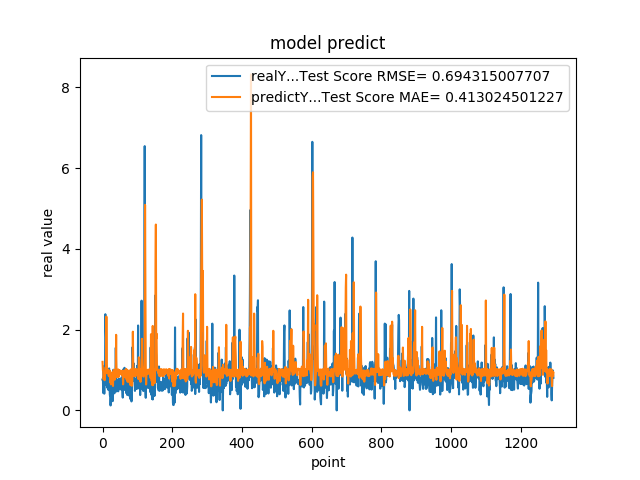 model predict
realY...Test Score RMSE= 0.694315007707
predictY...Test Score MAE= 0.413024501227
real value
8
6
4
2
0
0 200 400 600 800 1000 1200
point